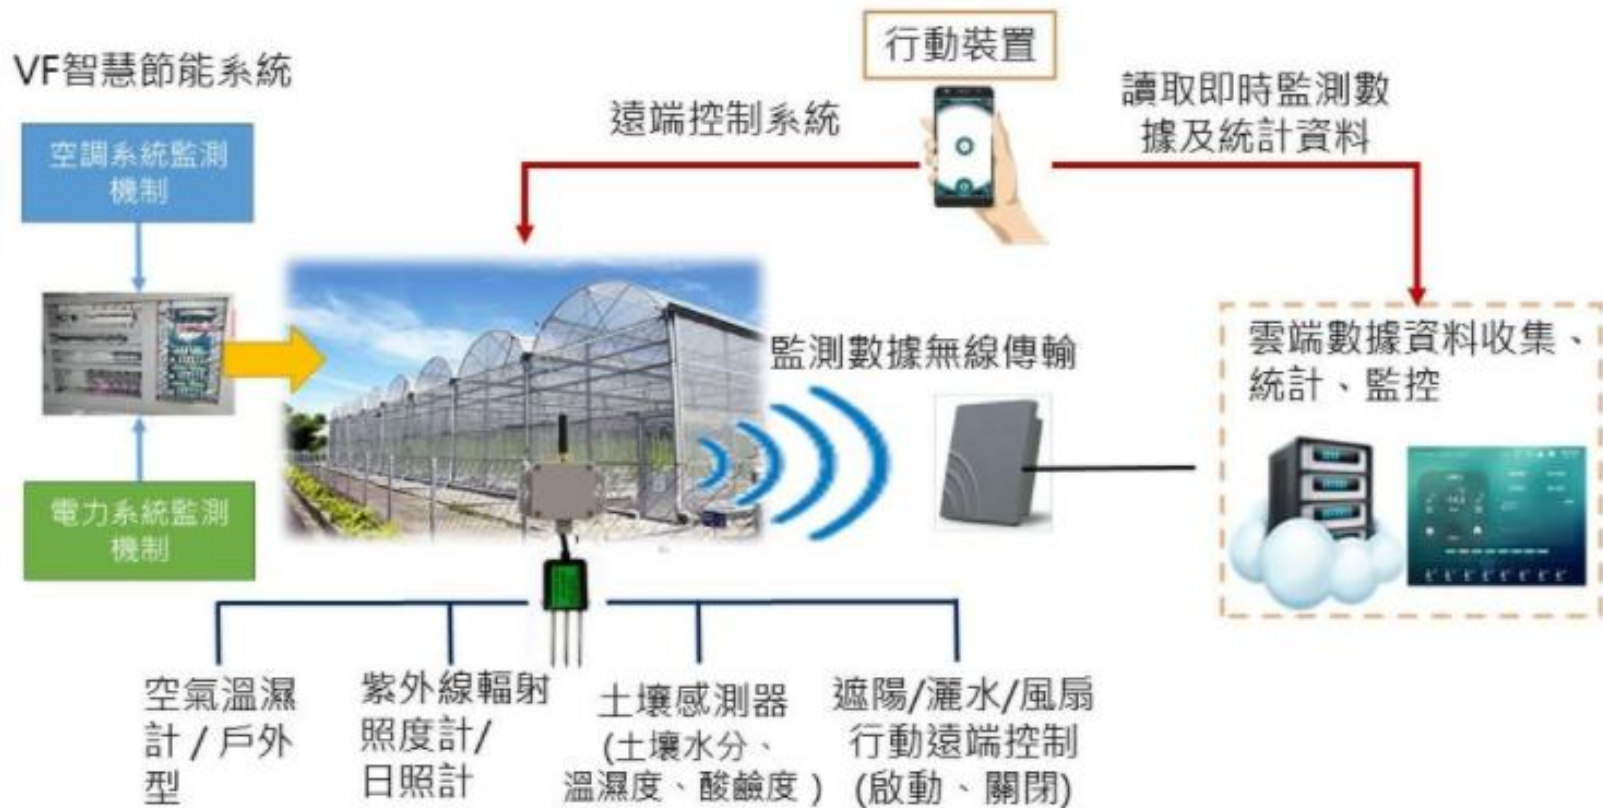 VF智慧節能系統
空調系統監測
機制
電力系統監測
機制
行動裝置
遠端控制系統
讀取即時監測數
據及統計資料
監測數據無線傳輸
雲端數據資料收集、
統計、監控
空氣溫濕
計 / 戶外
型
紫外線輻射
照度計/
日照計
土壤感測器
(土壤水分、
溫濕度、酸鹼度 )
遮陽/灑水/風扇
行動遠端控制
(啟動、關閉)